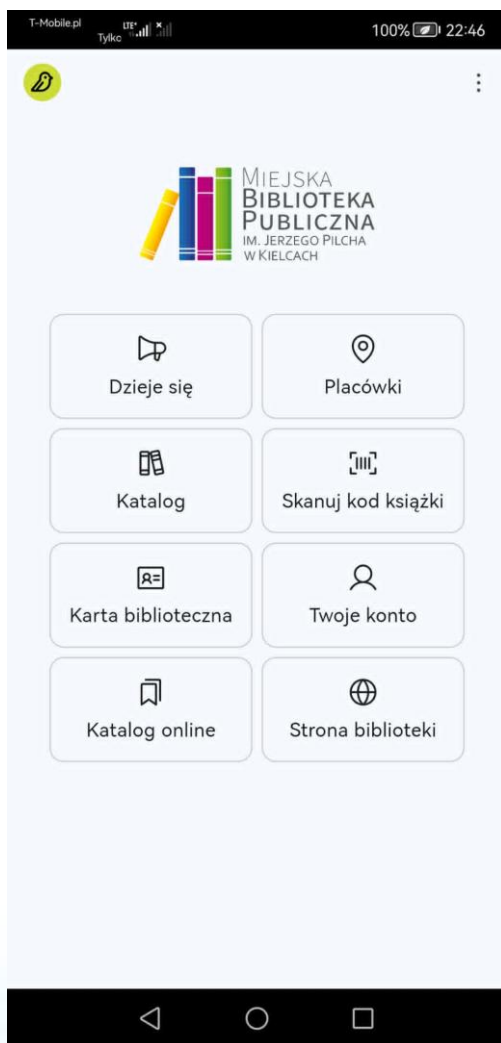 T-Mobile.pl
Tylko
LTE+
100% 22:46
MIEJSKA
BIBLIOTEKA
PUBLICZNA
IM. JERZEGO PILCHA
W KIELCACH
Dzieje się
Placówki
Katalog
Skanuj kod książki
Karta biblioteczna
Twoje konto
Katalog online
Strona biblioteki